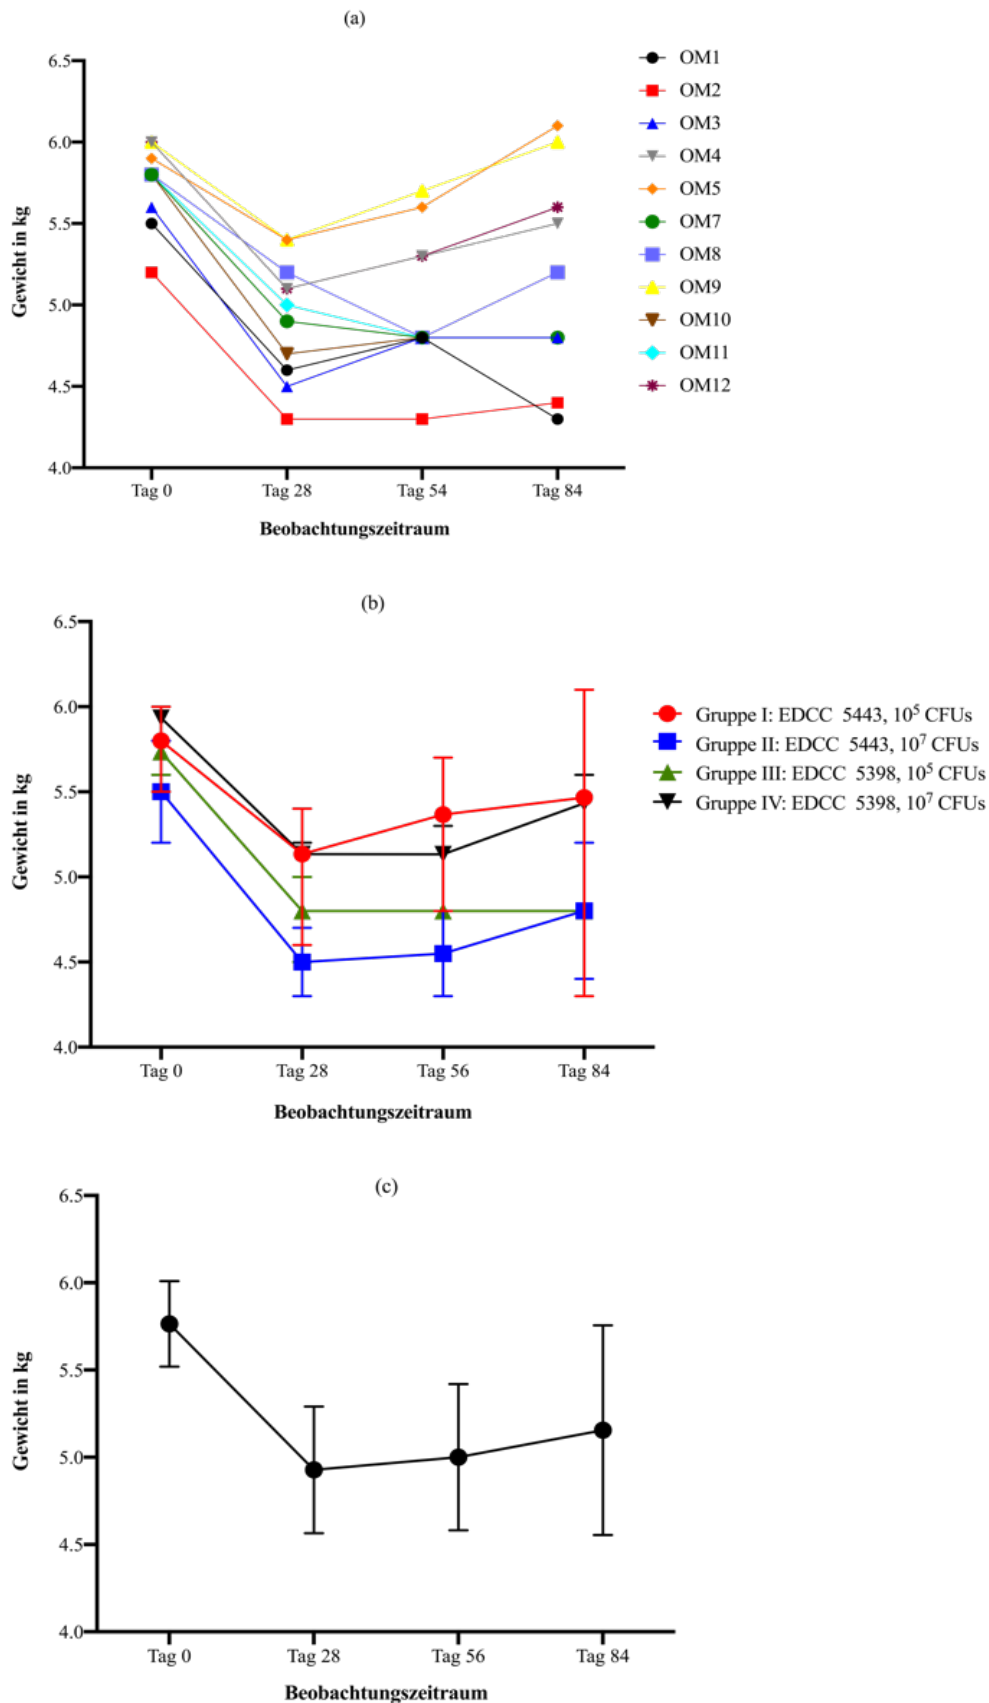 (a)
6.5
6.0
5.5
5.0
4.5
4.0
Gewicht in kg
Tag 0 Tag 28 Tag 54 Tag 84
Beobachtungszeitraum
OM1
OM2
OM3
OM4
OM5
OM7
OM8
OM9
OM10
OM11
OM12
(b)
6.5
6.0
5.5
5.0
4.5
4.0
Gewicht in kg
Tag 0 Tag 28 Tag 56 Tag 84
Beobachtungszeitraum
Gruppe I: EDCC 5443, 10⁵ CFUs
Gruppe II: EDCC 5443, 10⁷ CFUs
Gruppe III: EDCC 5398, 10⁵ CFUs
Gruppe IV: EDCC 5398, 10⁷ CFUs
(c)
6.5
6.0
5.5
5.0
4.5
4.0
Gewicht in kg
Tag 0 Tag 28 Tag 56 Tag 84
Beobachtungszeitraum